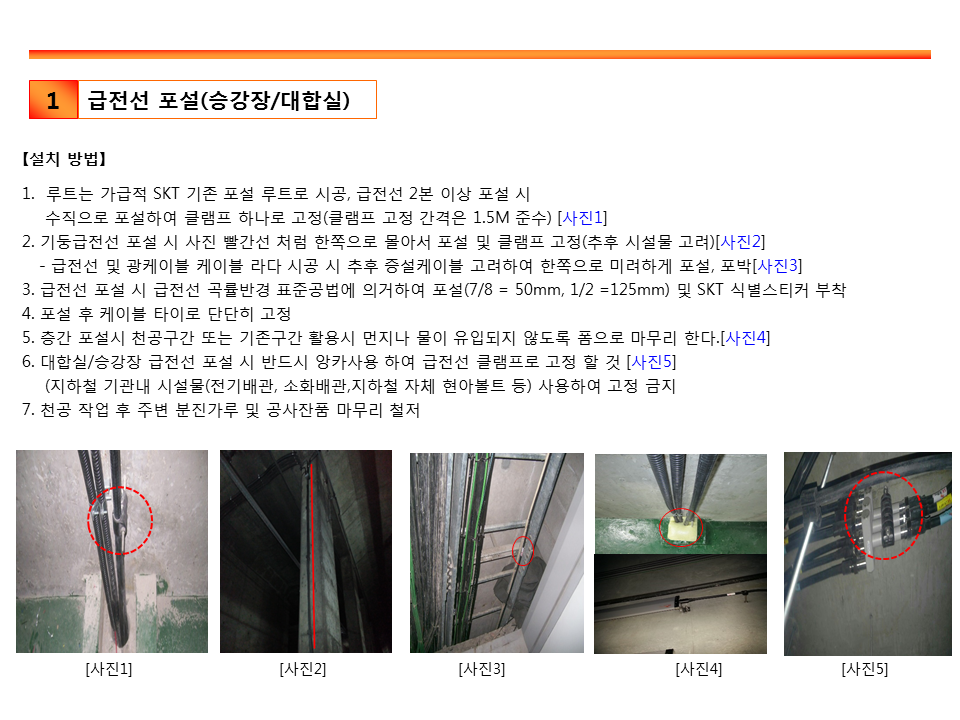 1
급전선 포설(승강장/대합실)
【설치 방법】
1. 루트는 가급적 SKT 기존 포설 루트로 시공, 급전선 2본 이상 포설 시
수직으로 포설하여 클램프 하나로 고정(클램프 고정 간격은 1.5M 준수) [사진1]
2. 기둥급전선 포설 시 사진 빨간선 처럼 한쪽으로 몰아서 포설 및 클램프 고정(추후 시설물 고려)[사진2]
- 급전선 및 광케이블 케이블 라다 시공 시 추후 증설케이블 고려하여 한쪽으로 미려하게 포설, 포박[사진3]
3. 급전선 포설 시 급전선 곡률반경 표준공법에 의거하여 포설(7/8 = 50mm, 1/2 =125mm) 및 SKT 식별스티커 부착
4. 포설 후 케이블 타이로 단단히 고정
5. 층간 포설시 천공구간 또는 기존구간 활용시 먼지나 물이 유입되지 않도록 폼으로 마무리 한다.[사진4]
6. 대합실/승강장 급전선 포설 시 반드시 앙카사용 하여 급전선 클램프로 고정 할 것 [사진5]
(지하철 기관내 시설물(전기배관, 소화배관,지하철 자체 현아볼트 등) 사용하여 고정 금지
7. 천공 작업 후 주변 분진가루 및 공사잔품 마무리 철저
[사진1]
[사진2]
[사진3]
[사진4]
[사진5]